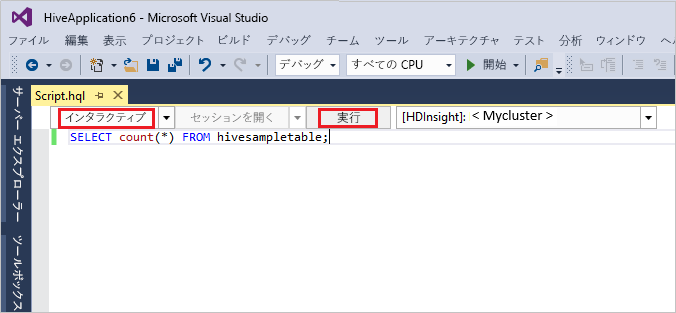 HiveApplication6 - Microsoft Visual Studio
ファイル 編集 表示 プロジェクト ビルド デバッグ チーム ツール アーキテクチャ テスト 分析 ウィンドウ ヘ
デバッグ すべての CPU 開始
Script.hql
インタラクティブ セッションを開く 実行 [HDInsight]: < Mycluster >
SELECT count(*) FROM hivesampletable;
サーバー エクスプローラー
ツールボックス